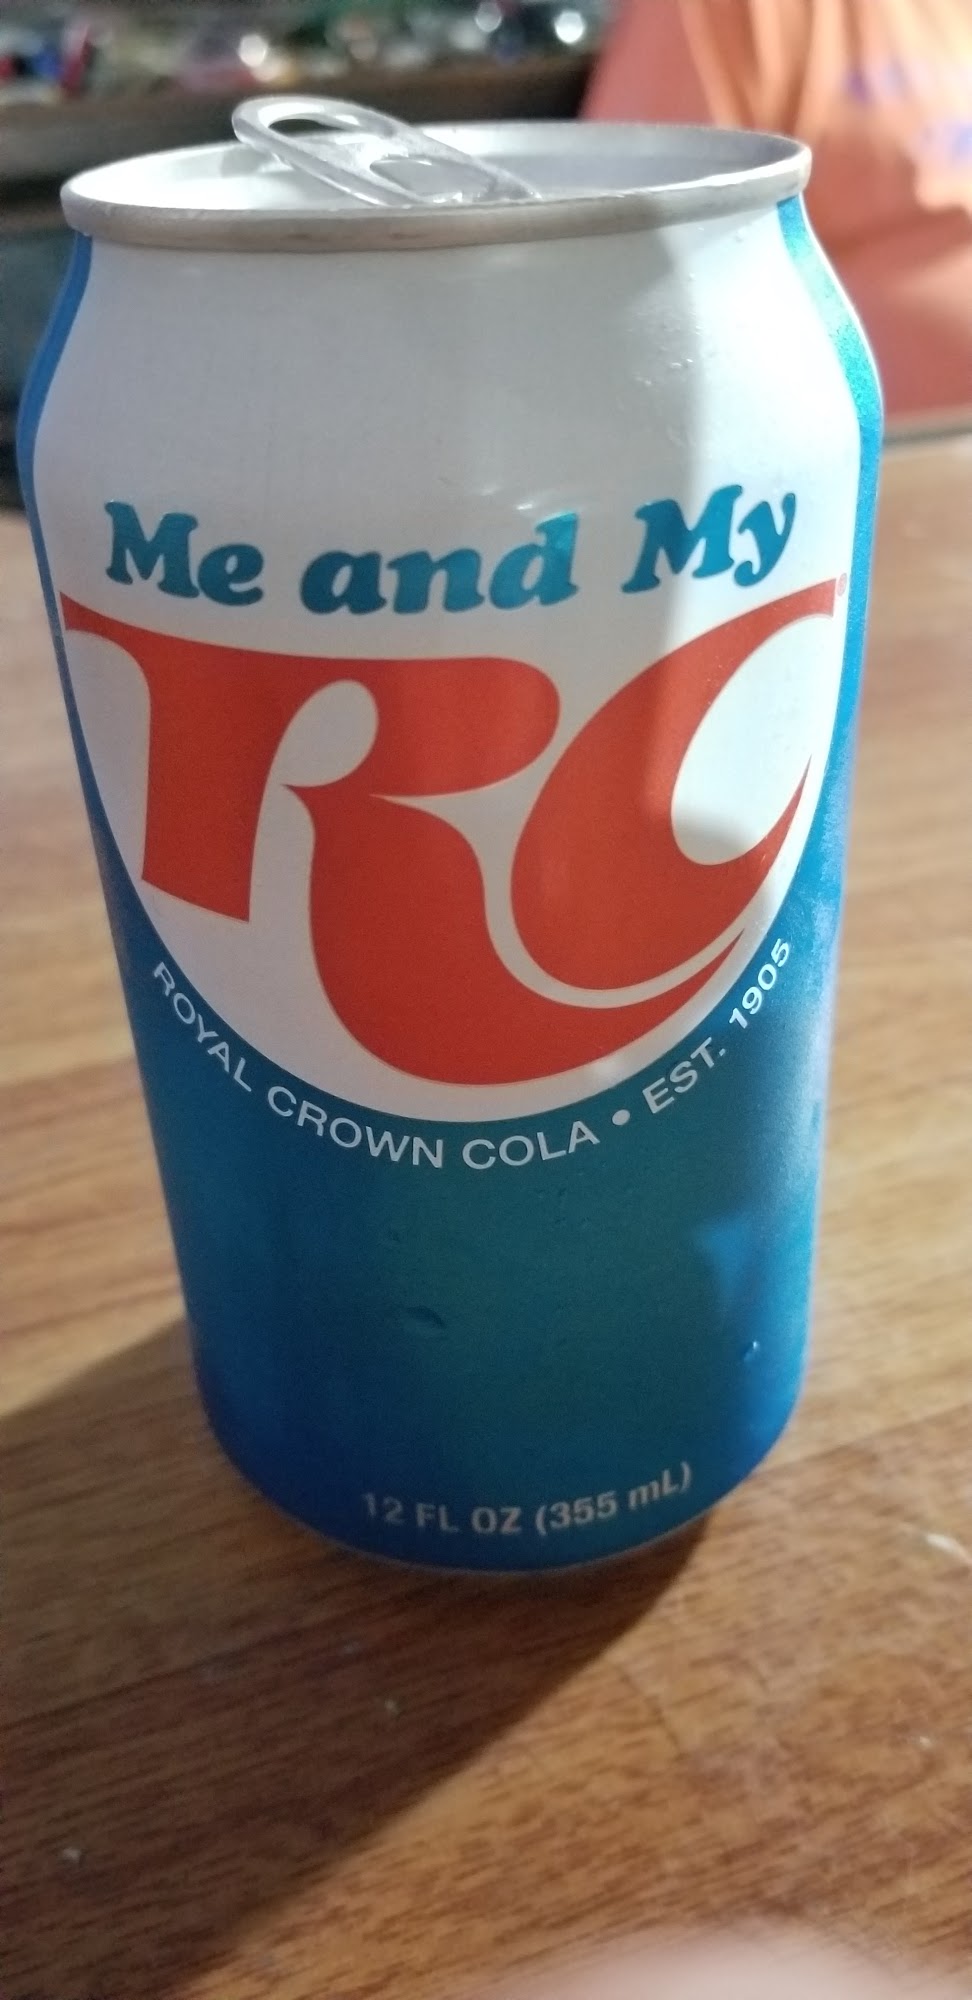 Me and My
RC®
ROYAL CROWN COLA • EST. 1905
12 FL OZ (355 mL)